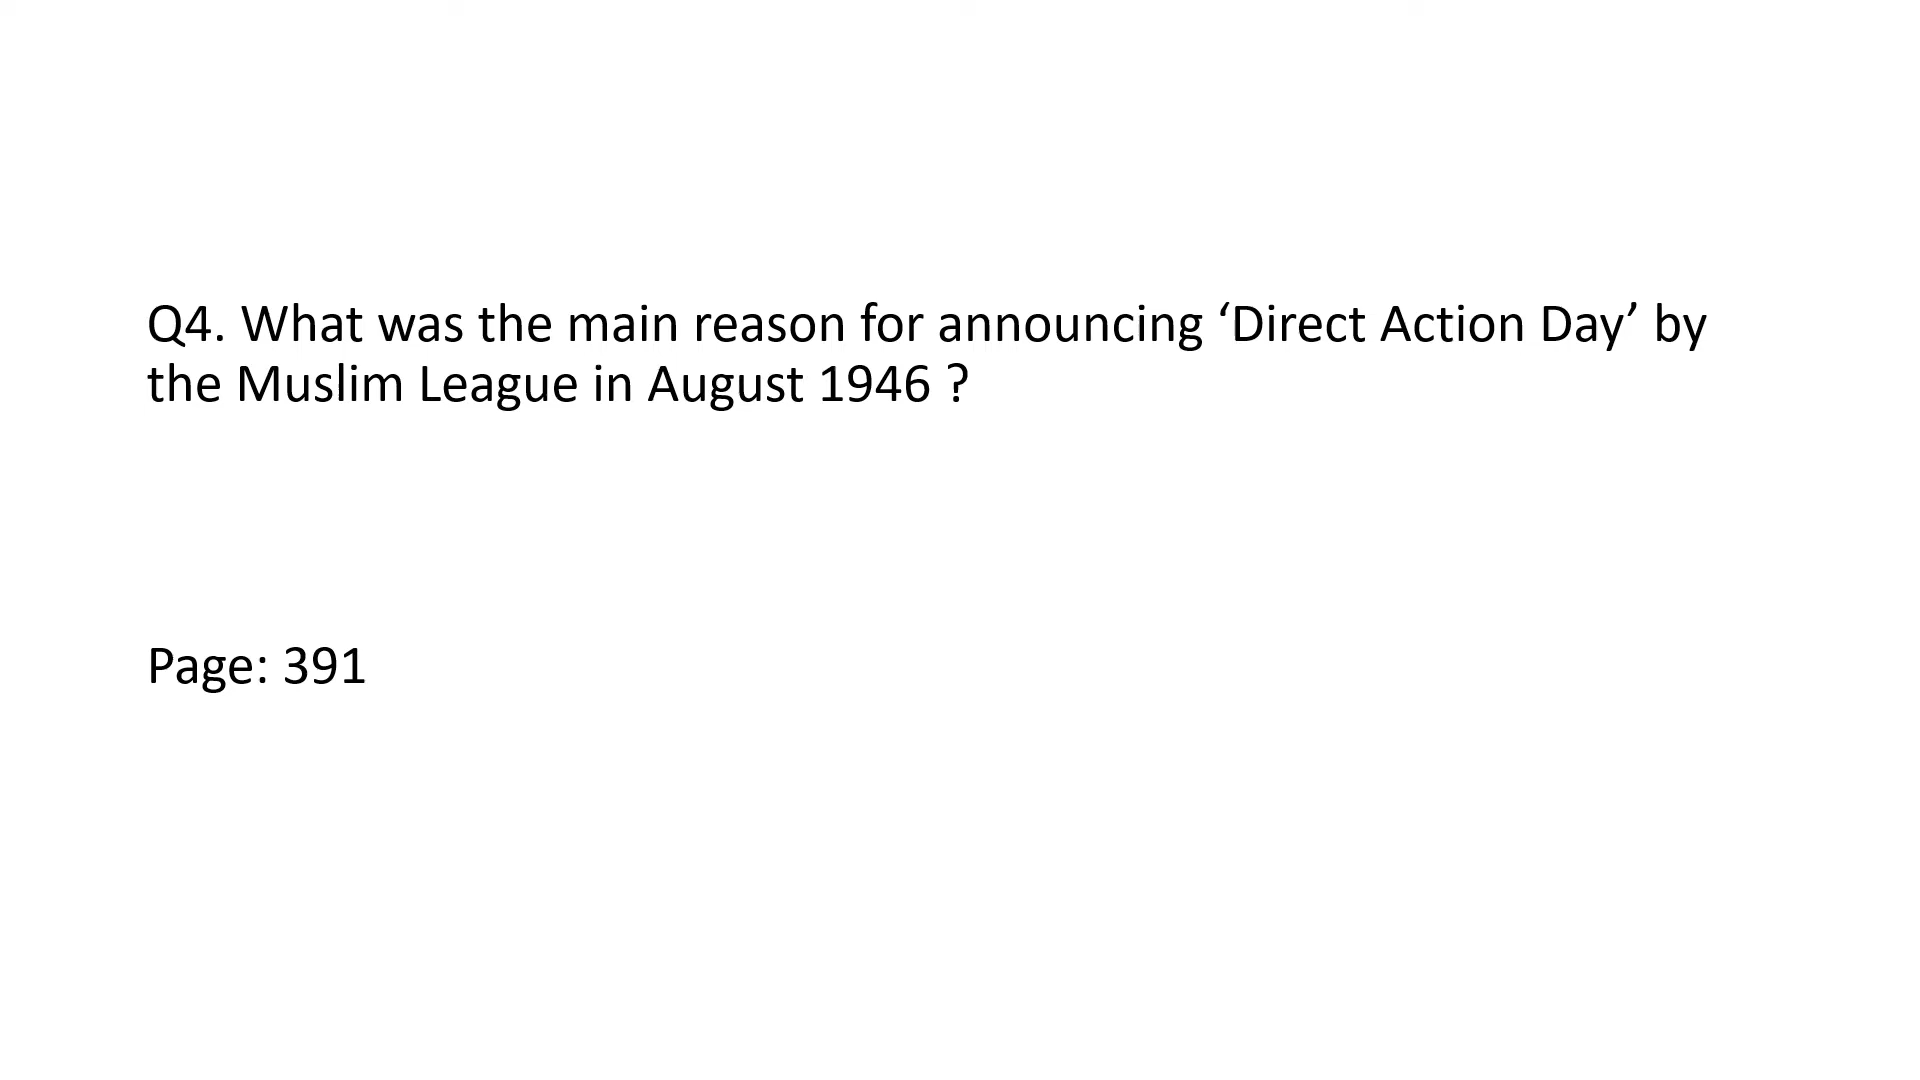 Q4. What was the main reason for announcing ‘Direct Action Day’ by
the Muslim League in August 1946 ?
Page: 391